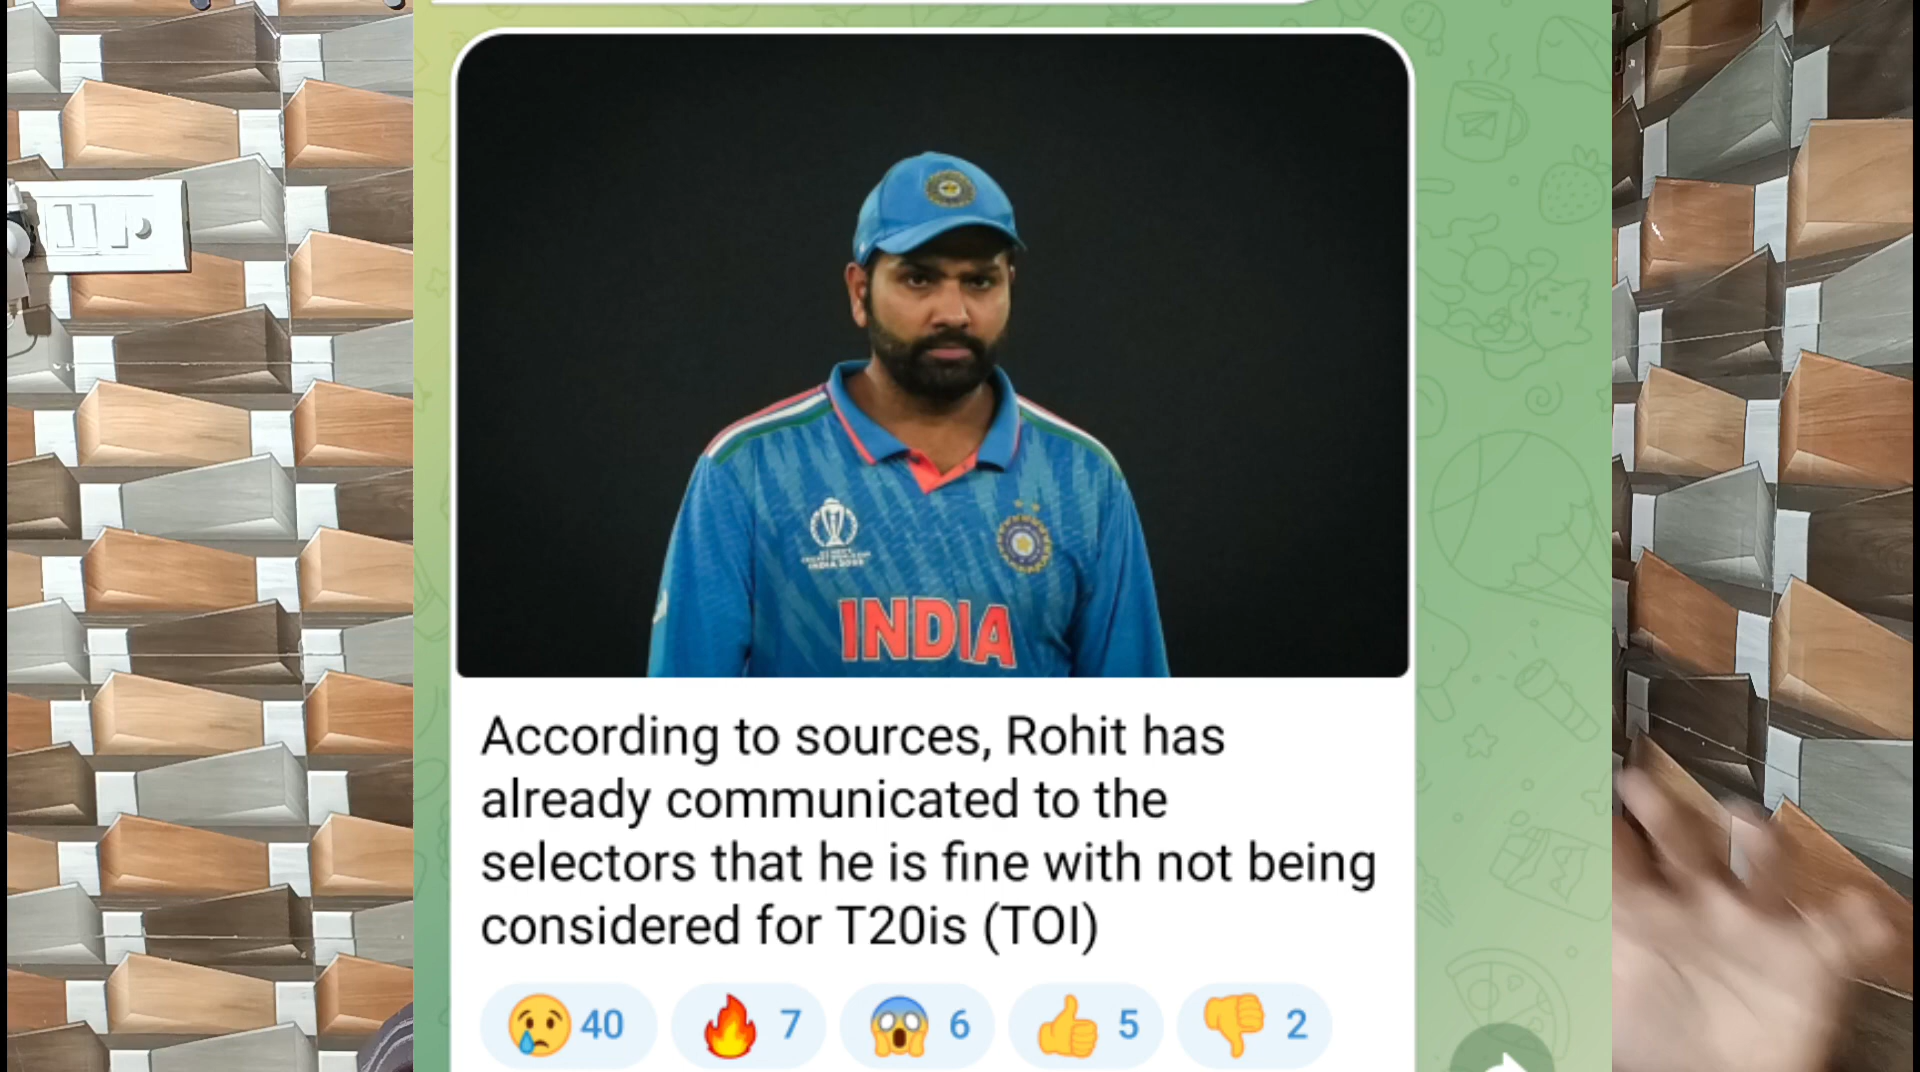 INDIA
According to sources, Rohit has
already communicated to the
selectors that he is fine with not being
considered for T20is (TOI)
40 7 6 5 2